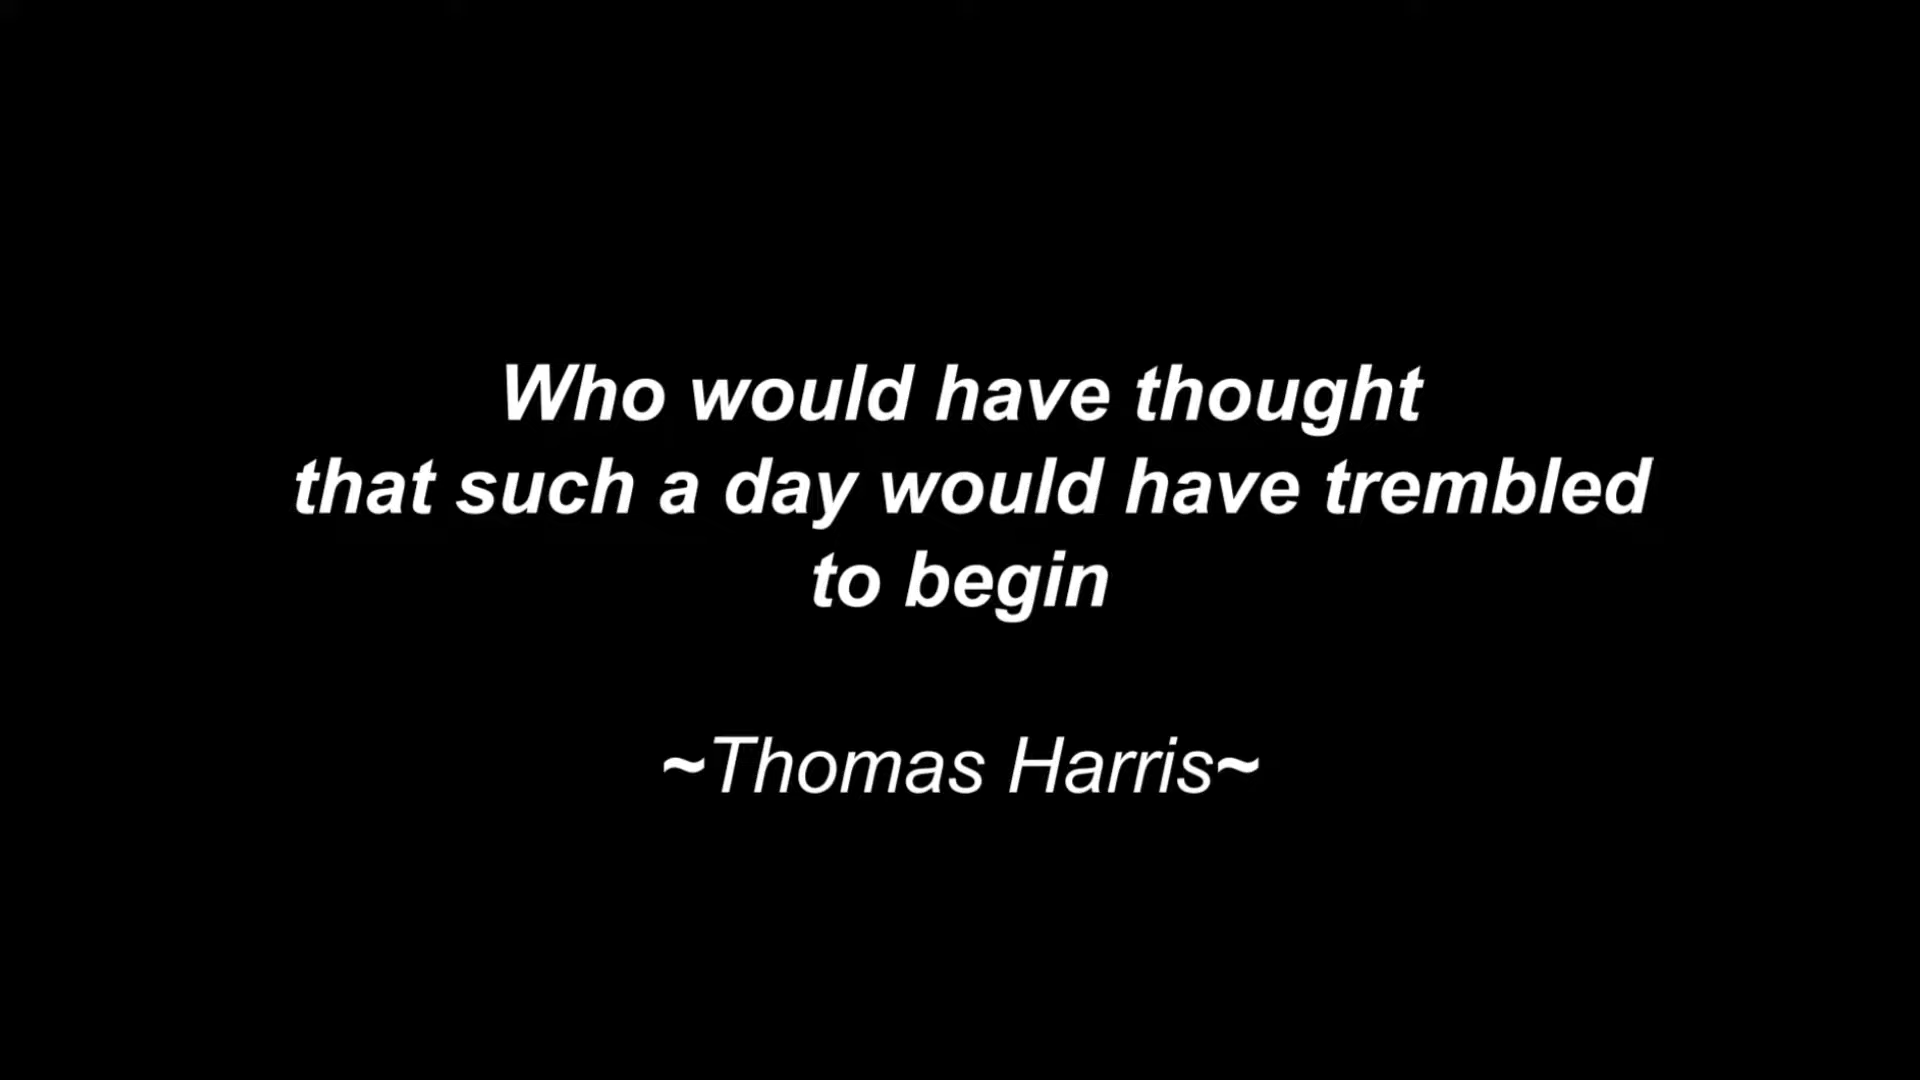 Who would have thought
that such a day would have trembled
to begin
~Thomas Harris~